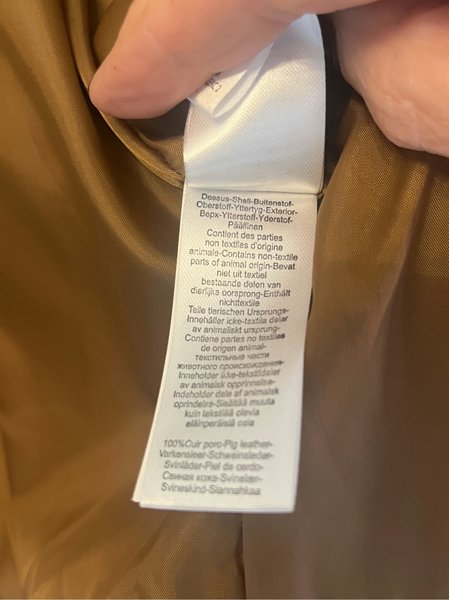 Dessus-Shell-Buitenstof-
Oberstoff-Yttertyg-Exterior-
Верх-Ytterstoff-Yderstof-
Päällinen
Contient des parties
non textiles d'origine
animale-Contains non-textile
parts of animal origin-Bevat
niet uit textiel
bestaande delen van
dierlijke oorsprong-Enthält
nichttextile
Teile tierischen Ursprungs-
Innehåller icke-textila delar
av animaliskt ursprung-
Contiene partes no textiles
de origen animal-
текстильные части
животного происхождения-
Inneholder ikke-tekstildeler
av animalsk opprinnelse-
Indeholder dele af animalsk
oprindelse-Sisältää muuta
kuin tekstiiliä olevia
eläinperäisiä osia
100%Cuir porc-Pig leather-
Varkensleer-Schweinsleder-
Svinläder-Piel de cerdo-
Свиная кожа-Svinelær-
Svineskind-Siannahkaa